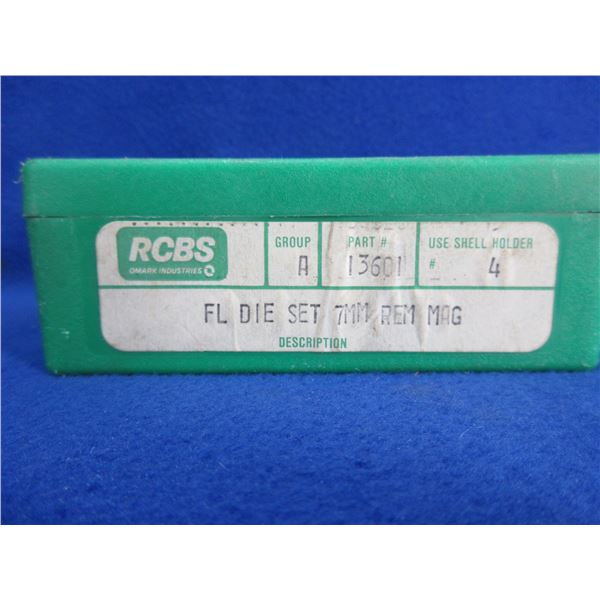 RCBS
OMARK INDUSTRIES
GROUP
A
PART #
13601
USE SHELL HOLDER
# 4
FL DIE SET 7MM REM MAG
DESCRIPTION